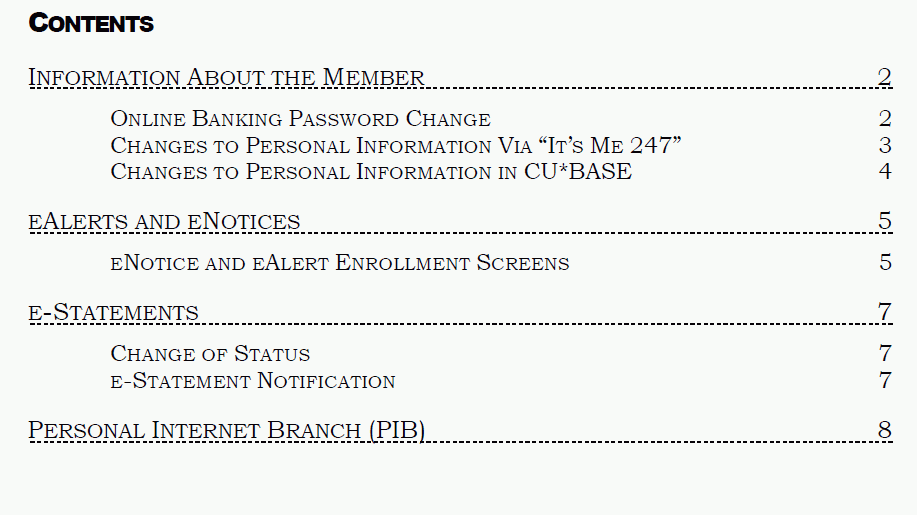 Contents
Information About the Member 2
Online Banking Password Change 2
Changes to Personal Information Via “It’s Me 247” 3
Changes to Personal Information in CU*BASE 4
eAlerts and eNotices 5
eNotice and eAlert Enrollment Screens 5
e-Statements 7
Change of Status 7
e-Statement Notification 7
Personal Internet Branch (PIB) 8